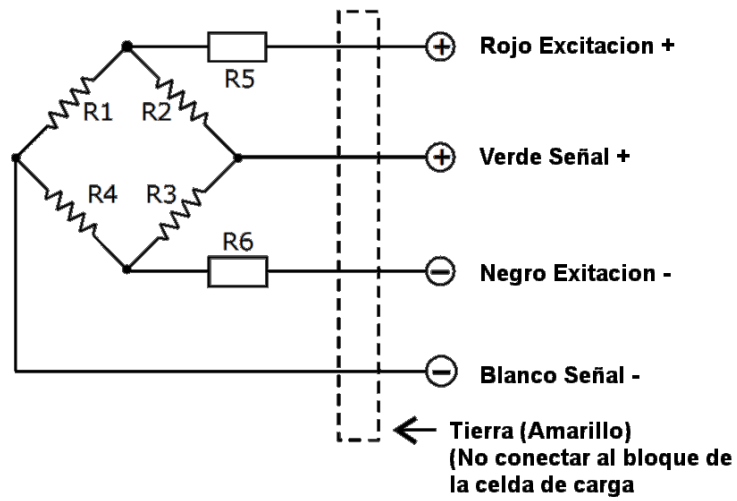 Rojo Excitacion +
R5
R1
R2
Verde Señal +
R4
R3
R6
Negro Exitacion -
Blanco Señal -
Tierra (Amarillo)
(No conectar al bloque de
la celda de carga